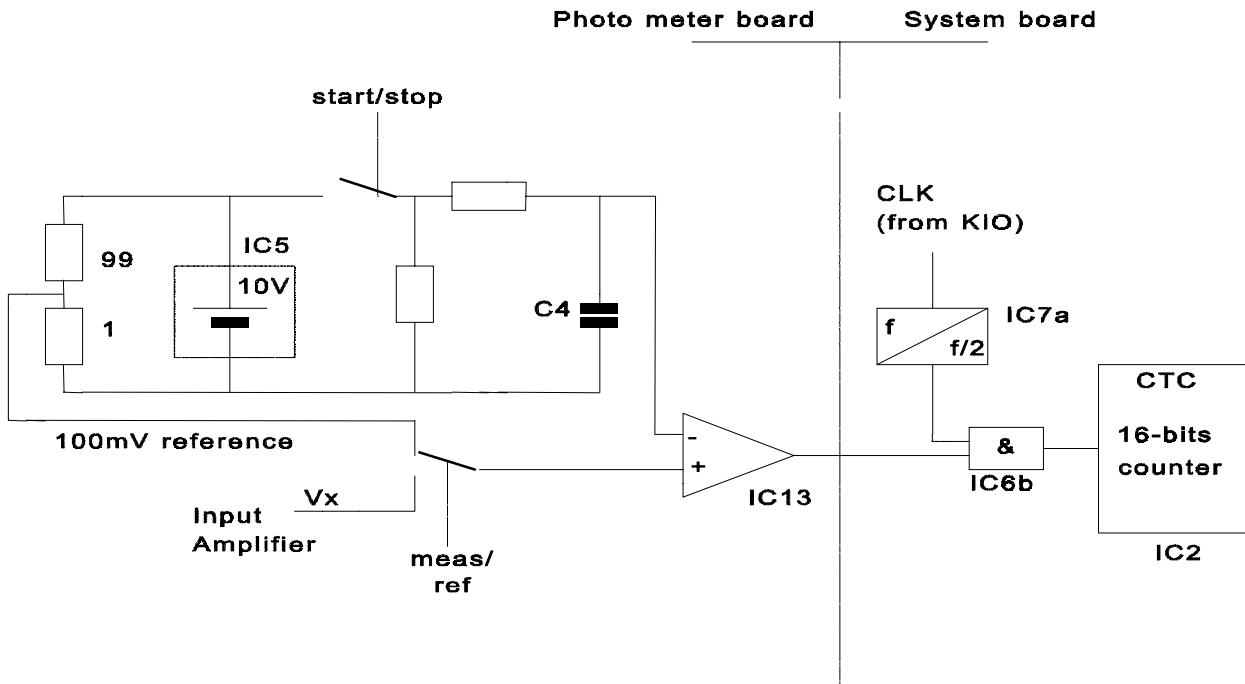 Photo meter board
System board
start/stop
CLK
(from KIO)
IC5
99
10V
IC7a
f
f/2
C4
1
CTC
100mV reference
-
&
16-bits
counter
+
IC6b
Vx
IC13
Input
Amplifier
meas/
ref
IC2